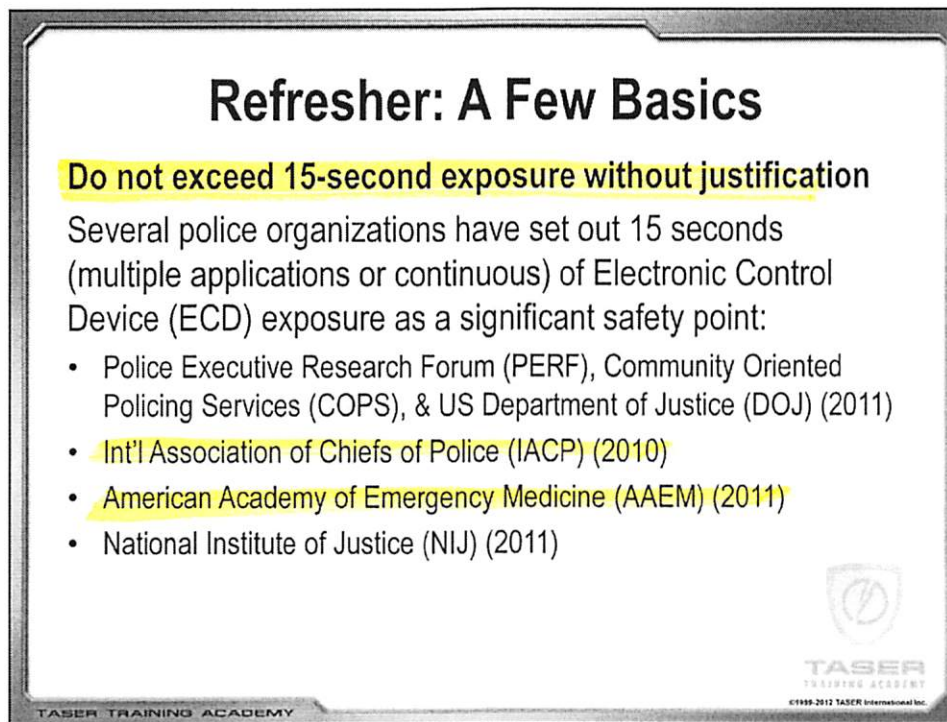 Refresher: A Few Basics
Do not exceed 15-second exposure without justification
Several police organizations have set out 15 seconds
(multiple applications or continuous) of Electronic Control
Device (ECD) exposure as a significant safety point:
• Police Executive Research Forum (PERF), Community Oriented
Policing Services (COPS), & US Department of Justice (DOJ) (2011)
• Int'l Association of Chiefs of Police (IACP) (2010)
• American Academy of Emergency Medicine (AAEM) (2011)
• National Institute of Justice (NIJ) (2011)
TASER
TRAINING ACADEMY
©1999-2012 TASER International Inc.
TASER TRAINING ACADEMY